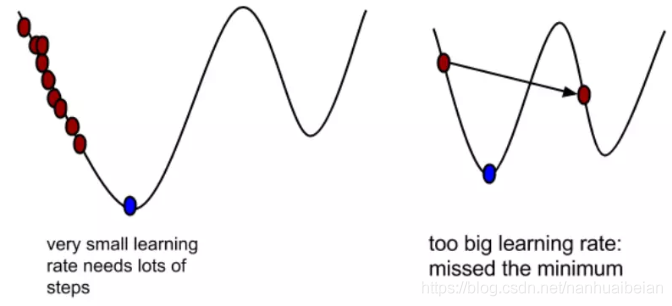 very small learning
rate needs lots of
steps
too big learning rate:
missed the minimum
https://blog.csdn.net/nanhuaibeian